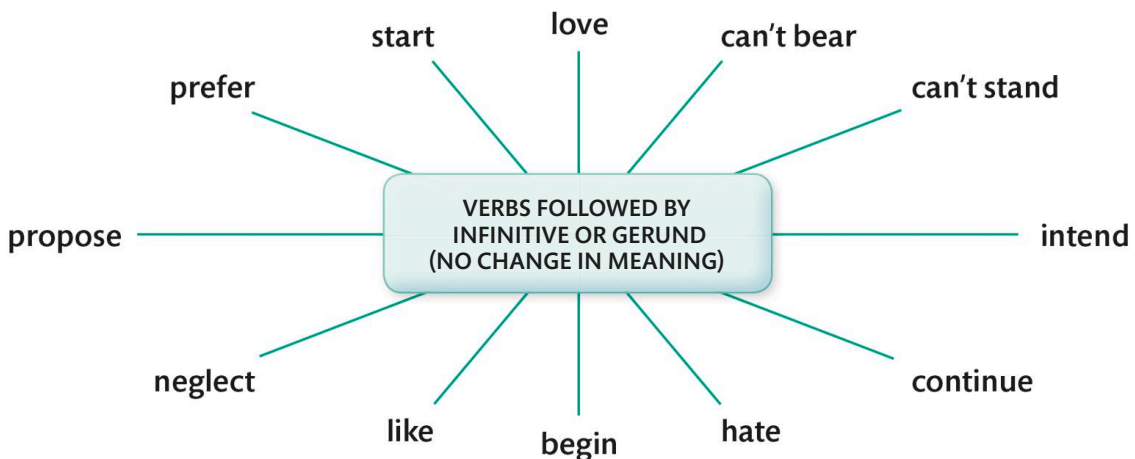 love
start
can't bear
prefer
can't stand
VERBS FOLLOWED BY
INFINITIVE OR GERUND
(NO CHANGE IN MEANING)
propose
intend
neglect
continue
like
begin
hate